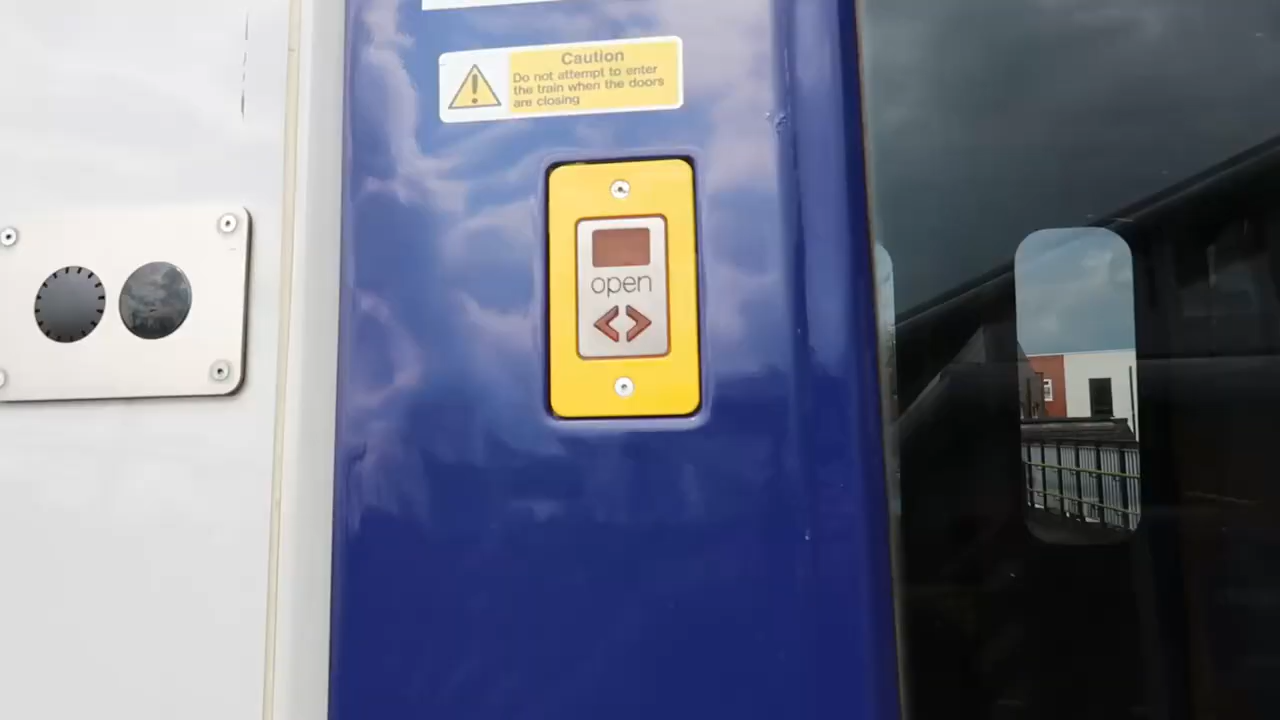 Caution
Do not attempt to enter
the train when the doors
are closing
open